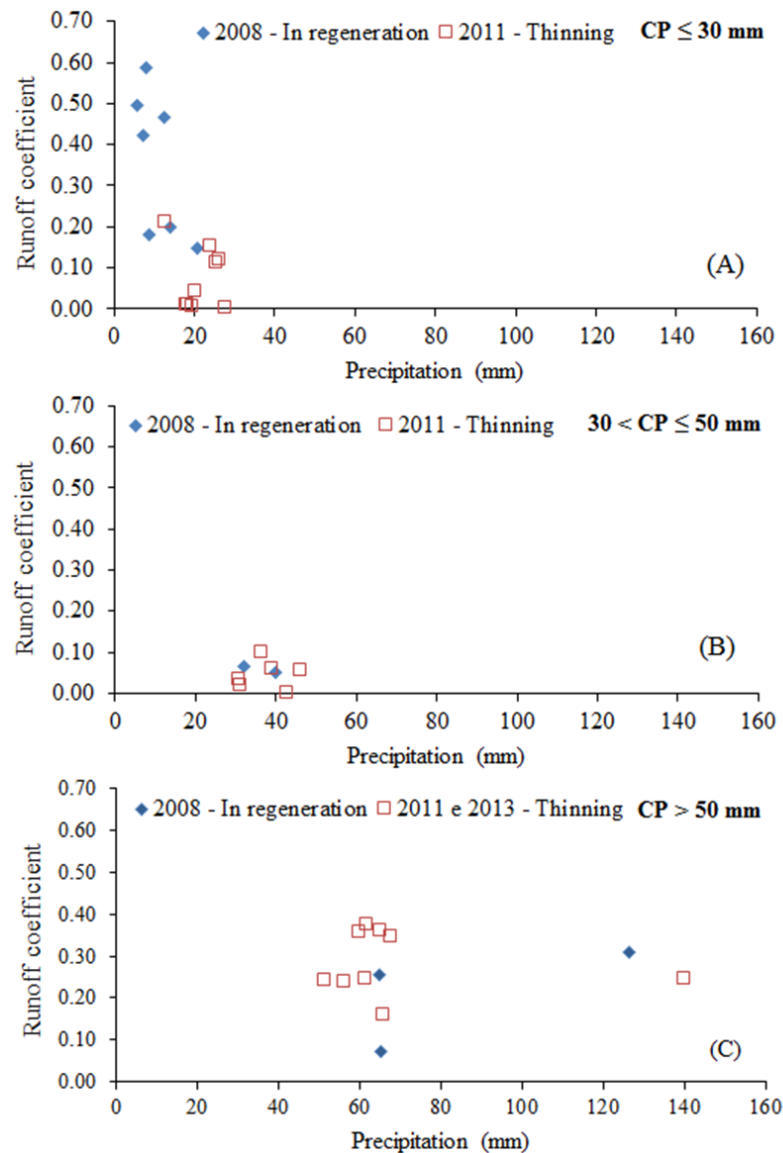 0.70
2008 - In regeneration 2011 - Thinning CP ≤ 30 mm
0.60
0.50
0.40
0.30
0.20
0.10
0.00
Runoff coefficient
(A)
0 20 40 60 80 100 120 140 160
Precipitation (mm)
0.70
2008 - In regeneration 2011 - Thinning 30 < CP ≤ 50 mm
0.60
0.50
0.40
0.30
0.20
0.10
0.00
Runoff coefficient
(B)
0 20 40 60 80 100 120 140 160
Precipitation (mm)
0.70
2008 - In regeneration 2011 e 2013 - Thinning CP > 50 mm
0.60
0.50
0.40
0.30
0.20
0.10
0.00
Runoff coefficient
(C)
0 20 40 60 80 100 120 140 160
Precipitation (mm)